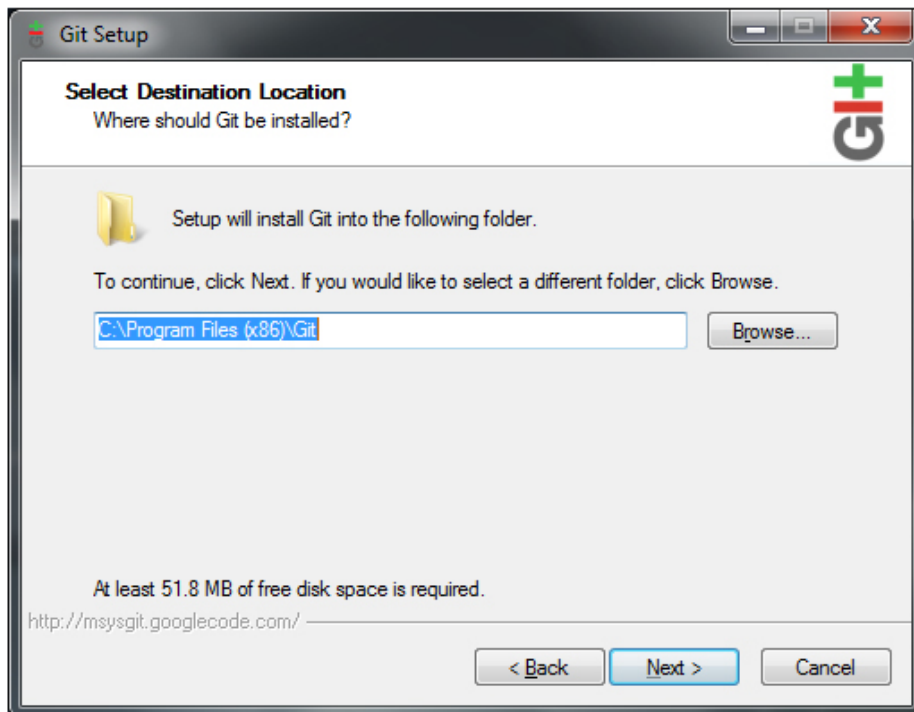 Git Setup
Select Destination Location
Where should Git be installed?
Git
Setup will install Git into the following folder.
To continue, click Next. If you would like to select a different folder, click Browse.
C:\Program Files (x86)\Git
Browse...
At least 51.8 MB of free disk space is required.
http://msysgit.googlecode.com/
< Back
Next >
Cancel